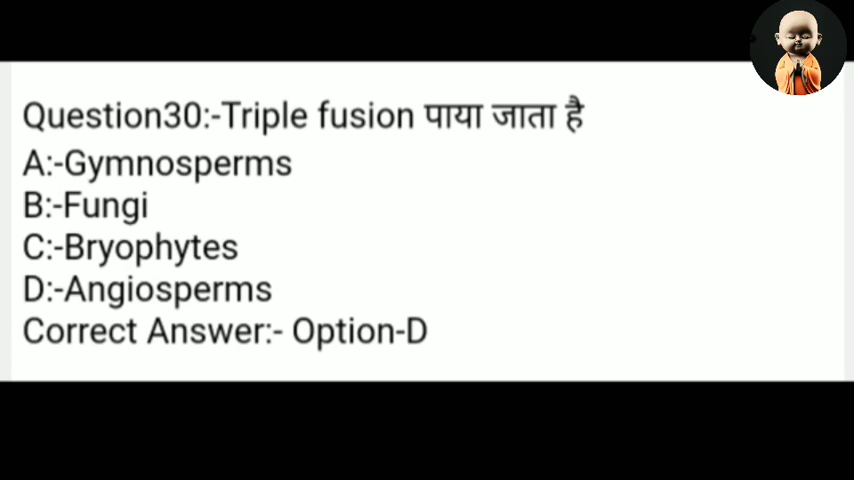 Question30:-Triple fusion पाया जाता है
A:-Gymnosperms
B:-Fungi
C:-Bryophytes
D:-Angiosperms
Correct Answer:- Option-D